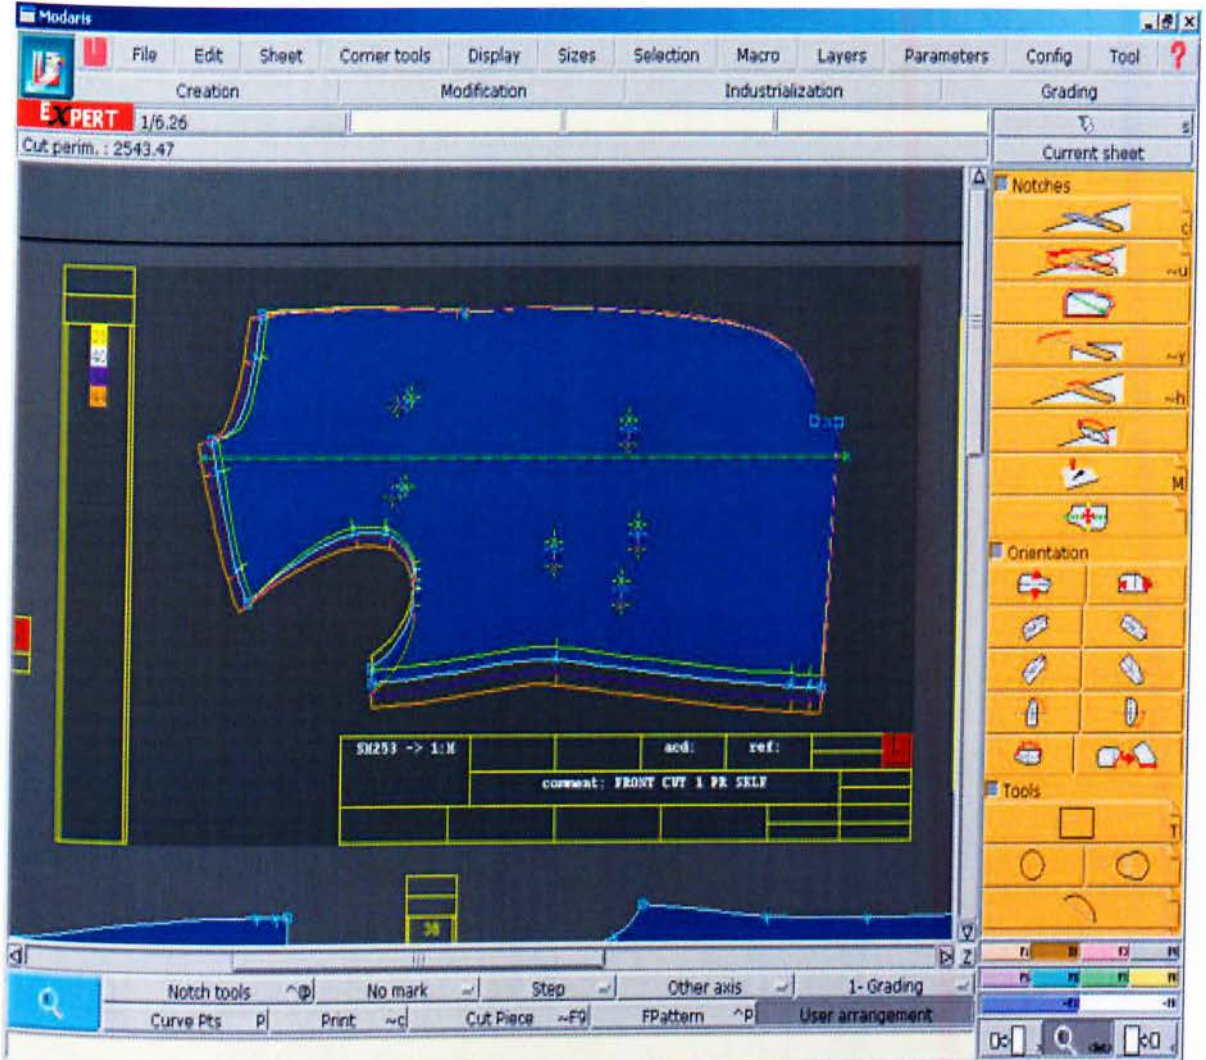 Modaris
File Edit Sheet Corner tools Display Sizes Selection Macro Layers Parameters Config Tool ?
Creation Modification Industrialization Grading
EXPERT 1/6.26 s
Cut perim. : 2543.47 Current sheet
Notches
c
~u
~y
~h
M
40
Orientation
SH253 -> 1:M acd: ref:
comment: FRONT CUT 1 PR SELF
Tools
T
38
Z
Notch tools ^@ No mark Step Other axis 1- Grading
Curve Pts P Print ~c Cut Piece ~F9 FPattern ^P User arrangement